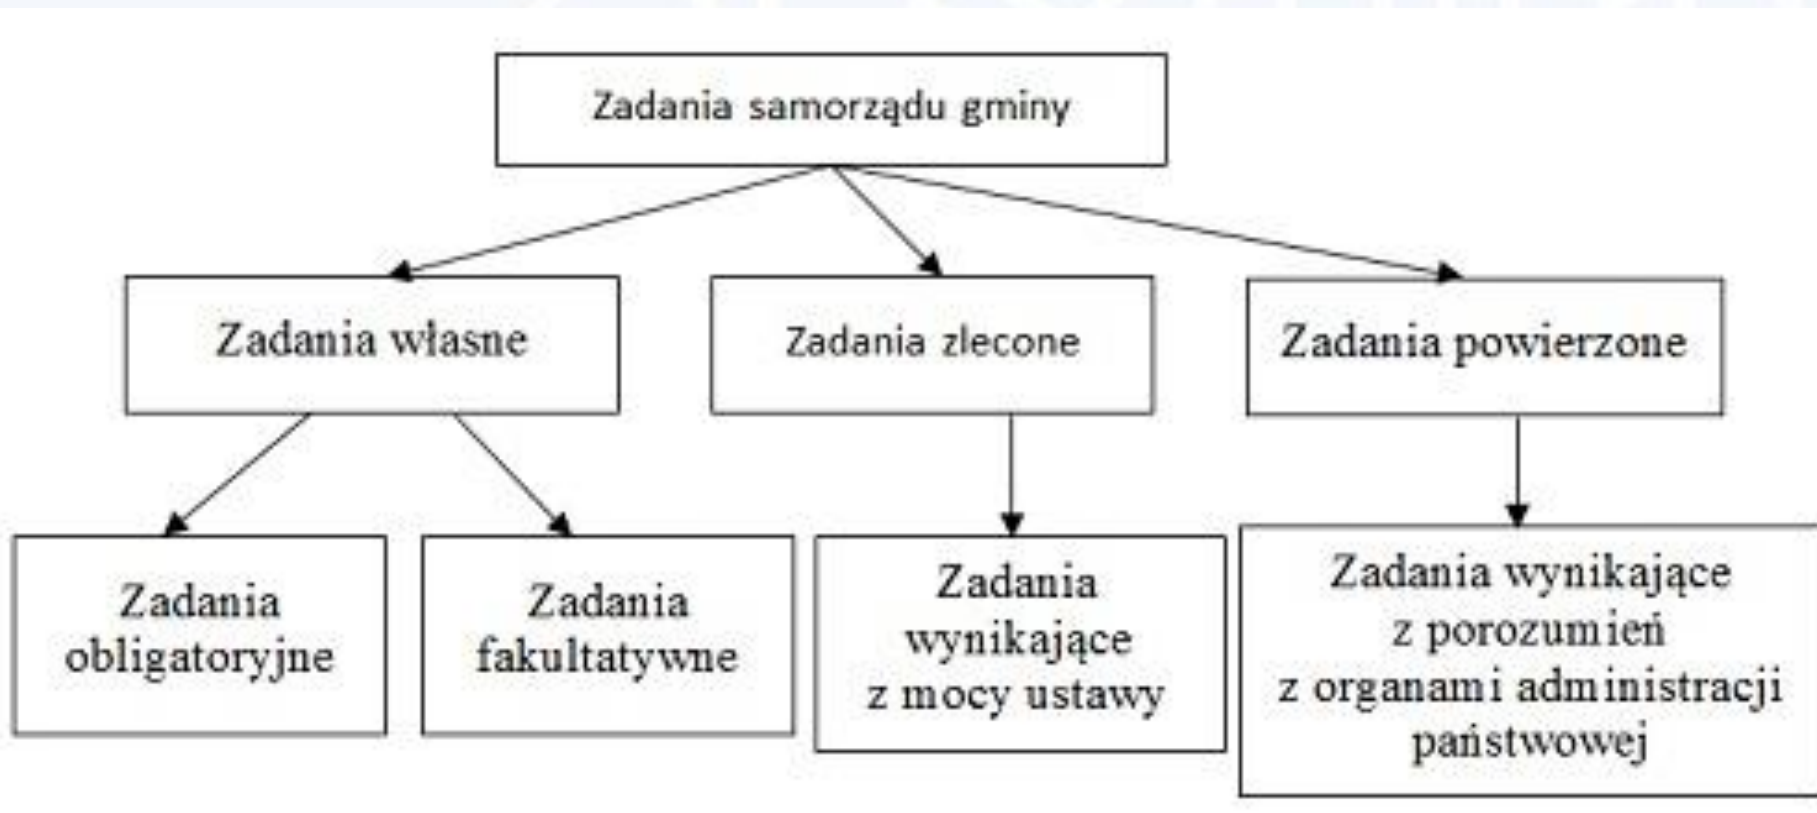 Zadania samorządu gminy
Zadania własne
Zadania zlecone
Zadania powierzone
Zadania
obligatoryjne
Zadania
fakultatywne
Zadania
wynikające
z mocy ustawy
Zadania wynikające
z porozumień
z organami administracji
państwowej